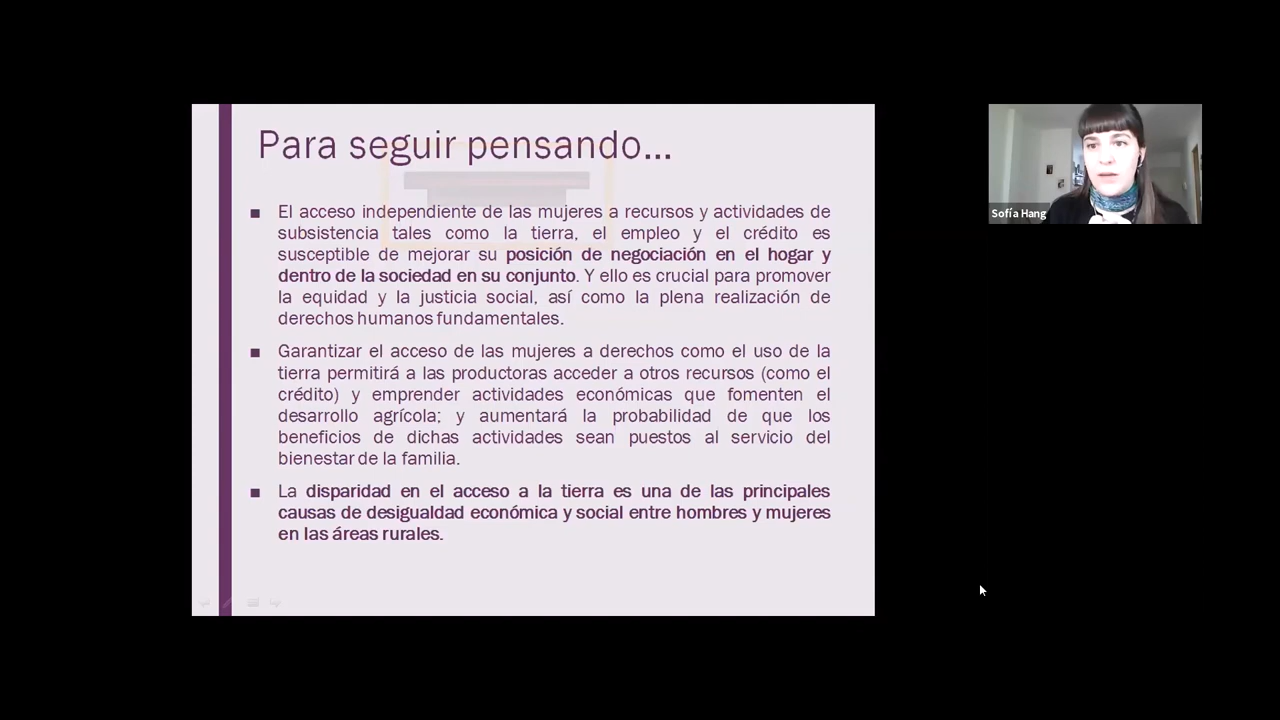 Para seguir pensando...
■ El acceso independiente de las mujeres a recursos y actividades de
subsistencia tales como la tierra, el empleo y el crédito es
susceptible de mejorar su posición de negociación en el hogar y
dentro de la sociedad en su conjunto. Y ello es crucial para promover
la equidad y la justicia social, así como la plena realización de
derechos humanos fundamentales.
■ Garantizar el acceso de las mujeres a derechos como el uso de la
tierra permitirá a las productoras acceder a otros recursos (como el
crédito) y emprender actividades económicas que fomenten el
desarrollo agrícola; y aumentará la probabilidad de que los
beneficios de dichas actividades sean puestos al servicio del
bienestar de la familia.
■ La disparidad en el acceso a la tierra es una de las principales
causas de desigualdad económica y social entre hombres y mujeres
en las áreas rurales.
Sofía Hang